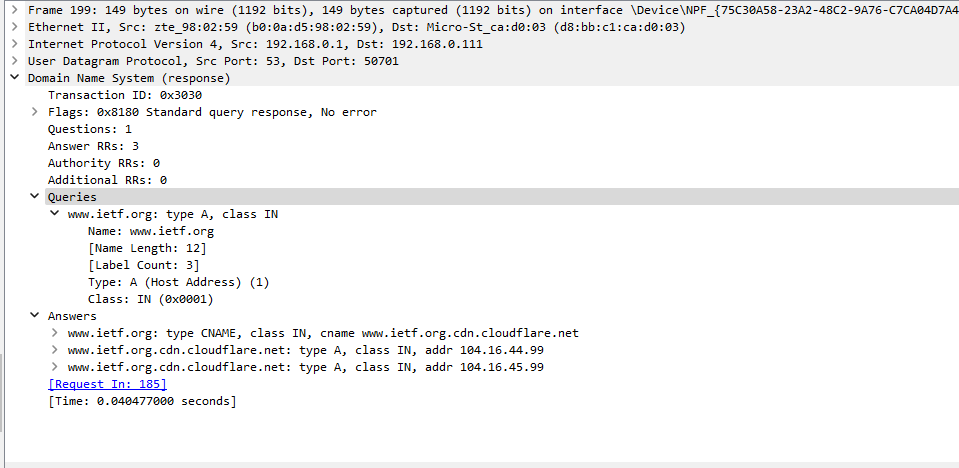 Frame 199: 149 bytes on wire (1192 bits), 149 bytes captured (1192 bits) on interface \Device\NPF_{75C30A58-23A2-48C2-9A76-C7CA04D7A4
Ethernet II, Src: zte_98:02:59 (b0:0a:d5:98:02:59), Dst: Micro-St_ca:d0:03 (d8:bb:c1:ca:d0:03)
Internet Protocol Version 4, Src: 192.168.0.1, Dst: 192.168.0.111
User Datagram Protocol, Src Port: 53, Dst Port: 50701
Domain Name System (response)
Transaction ID: 0x3030
Flags: 0x8180 Standard query response, No error
Questions: 1
Answer RRs: 3
Authority RRs: 0
Additional RRs: 0
Queries
www.ietf.org: type A, class IN
Name: www.ietf.org
[Name Length: 12]
[Label Count: 3]
Type: A (Host Address) (1)
Class: IN (0x0001)
Answers
www.ietf.org: type CNAME, class IN, cname www.ietf.org.cdn.cloudflare.net
www.ietf.org.cdn.cloudflare.net: type A, class IN, addr 104.16.44.99
www.ietf.org.cdn.cloudflare.net: type A, class IN, addr 104.16.45.99
[Request In: 185]
[Time: 0.040477000 seconds]